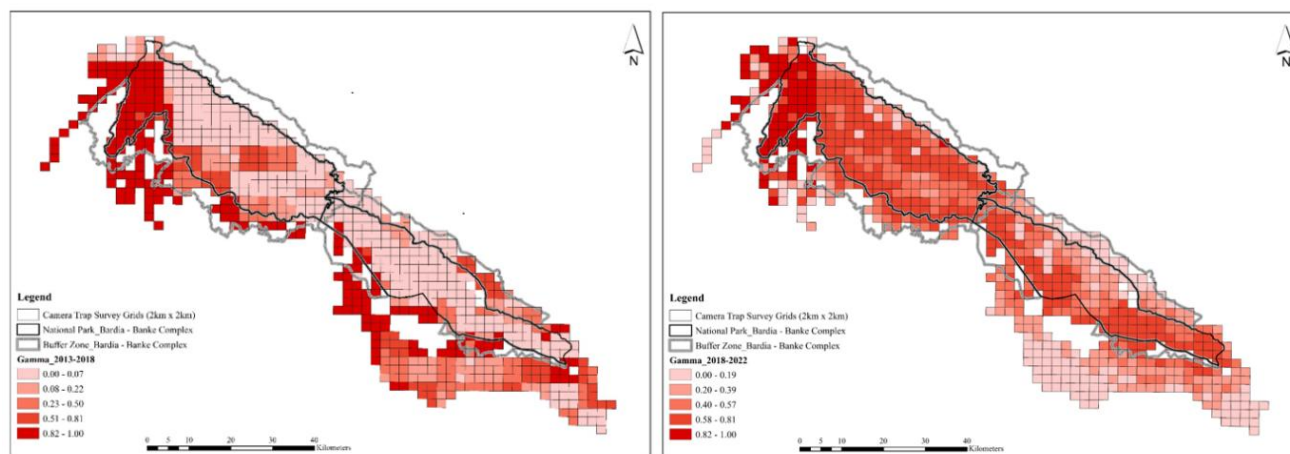 N
Legend
Camera Trap Survey Grids (2km x 2km)
National Park_Bardia - Banke Complex
Buffer Zone_Bardia - Banke Complex
Gamma_2013-2018
0.00 - 0.07
0.08 - 0.22
0.23 - 0.50
0.51 - 0.81
0.82 - 1.00
0 5 10 20 30 40
Kilometers
N
Legend
Camera Trap Survey Grids (2km x 2km)
National Park_Bardia - Banke Complex
Buffer Zone_Bardia - Banke Complex
Gamma_2018-2022
0.00 - 0.19
0.20 - 0.39
0.40 - 0.57
0.58 - 0.81
0.82 - 1.00
0 5 10 20 30 40
Kilometers